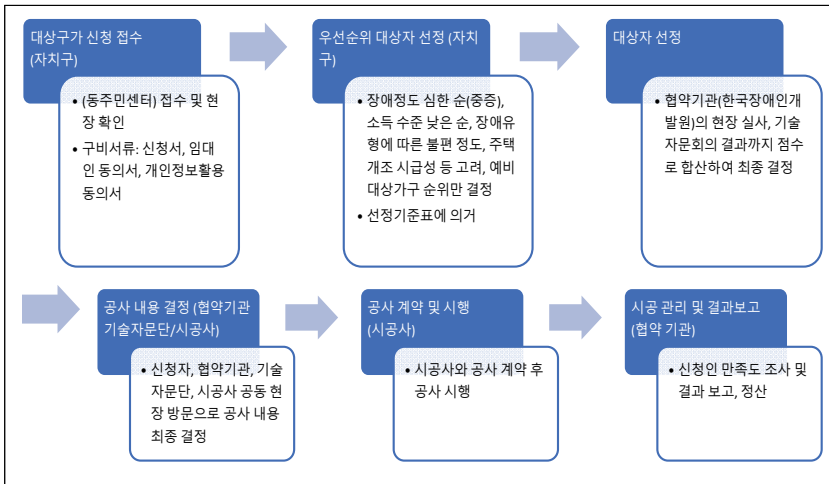 대상구가 신청 접수
(자치구)
• (동주민센터) 접수 및 현
장 확인
• 구비서류: 신청서, 임대
인 동의서, 개인정보활용
동의서
우선순위 대상자 선정 (자치
구)
• 장애정도 심한 순(중증),
소득 수준 낮은 순, 장애유
형에 따른 불편 정도, 주택
개조 시급성 등 고려, 예비
대상가구 순위만 결정
• 선정기준표에 의거
대상자 선정
• 협약기관(한국장애인개
발원)의 현장 실사, 기술
자문회의 결과까지 점수
로 합산하여 최종 결정
공사 내용 결정 (협약기관
기술자문단/시공사)
• 신청자, 협약기관, 기술
자문단, 시공사 공동 현
장 방문으로 공사 내용
최종 결정
공사 계약 및 시행
(시공사)
• 시공사와 공사 계약 후
공사 시행
시공 관리 및 결과보고
(협약 기관)
• 신청인 만족도 조사 및
결과 보고, 정산